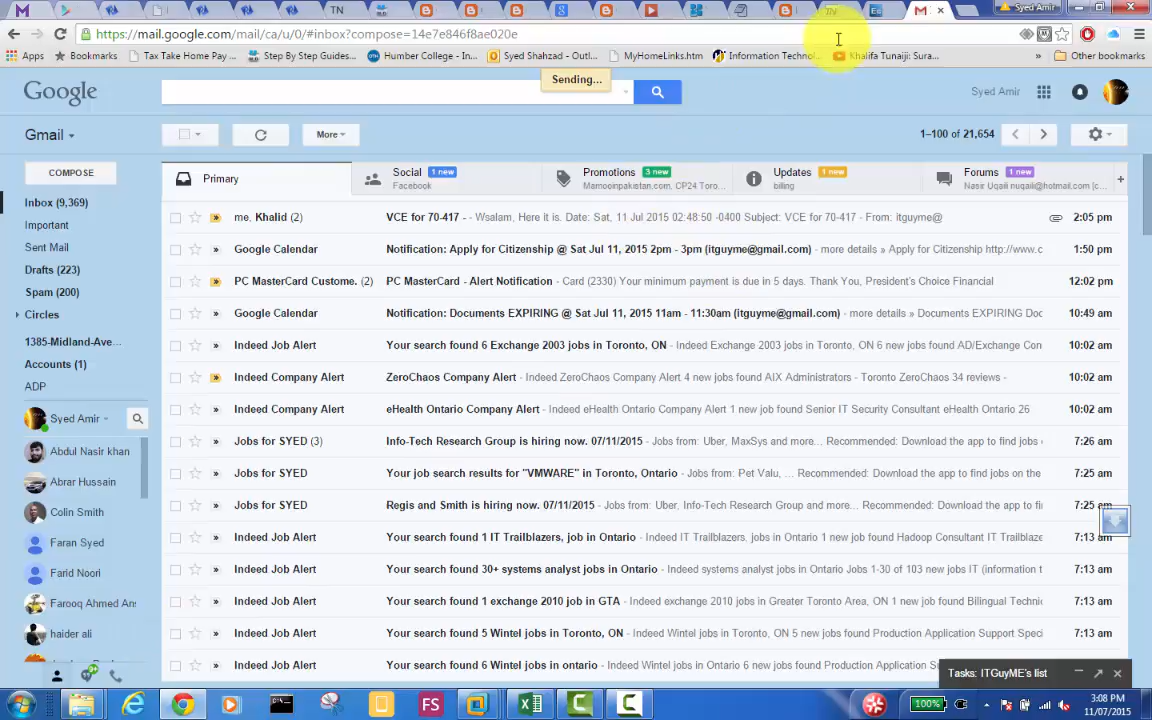 TN
TN
Syed Amir
https://mail.google.com/mail/ca/u/0/#inbox?compose=14e7e846f8ae020e
Apps
Tax Take Home Pay ...
Step By Step Guides...
Humber College - In...
Syed Shahzad - Outl...
MyHomeLinks.htm
Information Technol...
Khalifa Tunaiji: Sura...
»
Other bookmarks
Sending...
Google
Syed Amir
Gmail
More
1–100 of 21,654
COMPOSE
Primary
Social 1 new
Facebook
Promotions 3 new
Mamooinpakistan.com, CP24 Toro...
Updates 1 new
billing
Forums 1 new
Nasir Uqaili nuqaili@hotmail.com [c...
+
Inbox (9,369)
Important
Sent Mail
Drafts (223)
Spam (200)
Circles
1385-Midland-Ave...
Accounts (1)
ADP
Syed Amir
Abdul Nasir khan
Abrar Hussain
Colin Smith
Faran Syed
Farid Noori
Farooq Ahmed An
haider ali
me, Khalid (2) VCE for 70-417 - - Wsalam, Here it is. Date: Sat, 11 Jul 2015 02:48:50 -0400 Subject: VCE for 70-417 - From: itguyme@ 2:05 pm
Google Calendar Notification: Apply for Citizenship @ Sat Jul 11, 2015 2pm - 3pm (itguyme@gmail.com) - more details » Apply for Citizenship http://www.c 1:50 pm
PC MasterCard Custome. (2) PC MasterCard - Alert Notification - Card (2330) Your minimum payment is due in 5 days. Thank You, President's Choice Financial 12:02 pm
Google Calendar Notification: Documents EXPIRING @ Sat Jul 11, 2015 11am - 11:30am (itguyme@gmail.com) - more details » Documents EXPIRING Doc 10:49 am
Indeed Job Alert Your search found 6 Exchange 2003 jobs in Toronto, ON - Indeed Exchange 2003 jobs in Toronto, ON 6 new jobs found AD/Exchange Con 10:02 am
Indeed Company Alert ZeroChaos Company Alert - Indeed ZeroChaos Company Alert 4 new jobs found AIX Administrators - Toronto ZeroChaos 34 reviews - 10:02 am
Indeed Company Alert eHealth Ontario Company Alert - Indeed eHealth Ontario Company Alert 1 new job found Senior IT Security Consultant eHealth Ontario 26 10:02 am
Jobs for SYED (3) Info-Tech Research Group is hiring now. 07/11/2015 - Jobs from: Uber, MaxSys and more... Recommended: Download the app to find jobs 7:26 am
Jobs for SYED Your job search results for "VMWARE" in Toronto, Ontario - Jobs from: Pet Valu, ... Recommended: Download the app to find jobs on the 7:25 am
Jobs for SYED Regis and Smith is hiring now. 07/11/2015 - Jobs from: Uber, Info-Tech Research Group and more... Recommended: Download the app to fi 7:25 am
Indeed Job Alert Your search found 1 IT Trailblazers, job in Ontario - Indeed IT Trailblazers, jobs in Ontario 1 new job found Hadoop Consultant IT Trailblaze 7:13 am
Indeed Job Alert Your search found 30+ systems analyst jobs in Ontario - Indeed systems analyst jobs in Ontario Jobs 1-30 of 103 new jobs IT (information t 7:13 am
Indeed Job Alert Your search found 1 exchange 2010 job in GTA - Indeed exchange 2010 jobs in Greater Toronto Area, ON 1 new job found Bilingual Technic 7:13 am
Indeed Job Alert Your search found 5 Wintel jobs in Toronto, ON - Indeed Wintel jobs in Toronto, ON 5 new jobs found Production Application Support Speci 7:13 am
Indeed Job Alert Your search found 6 Wintel jobs in ontario - Indeed Wintel jobs in Ontario 6 new jobs found Production Application Su
Tasks: ITGuyME's list
FS
100%
3:08 PM
11/07/2015